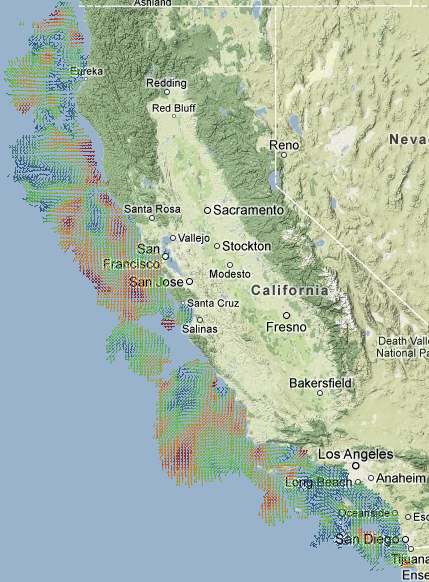 Ashland
Eureka
Redding
Red Bluff
Reno
Neva
Santa Rosa
Sacramento
Vallejo
Stockton
San
Francisco
Modesto
San Jose
California
Santa Cruz
Salinas
Fresno
Death Vall
National Pa
Bakersfield
Los Angeles
Long Beach
Anaheim
Oceanside
Esc
San Diego
Tijuana
Ense